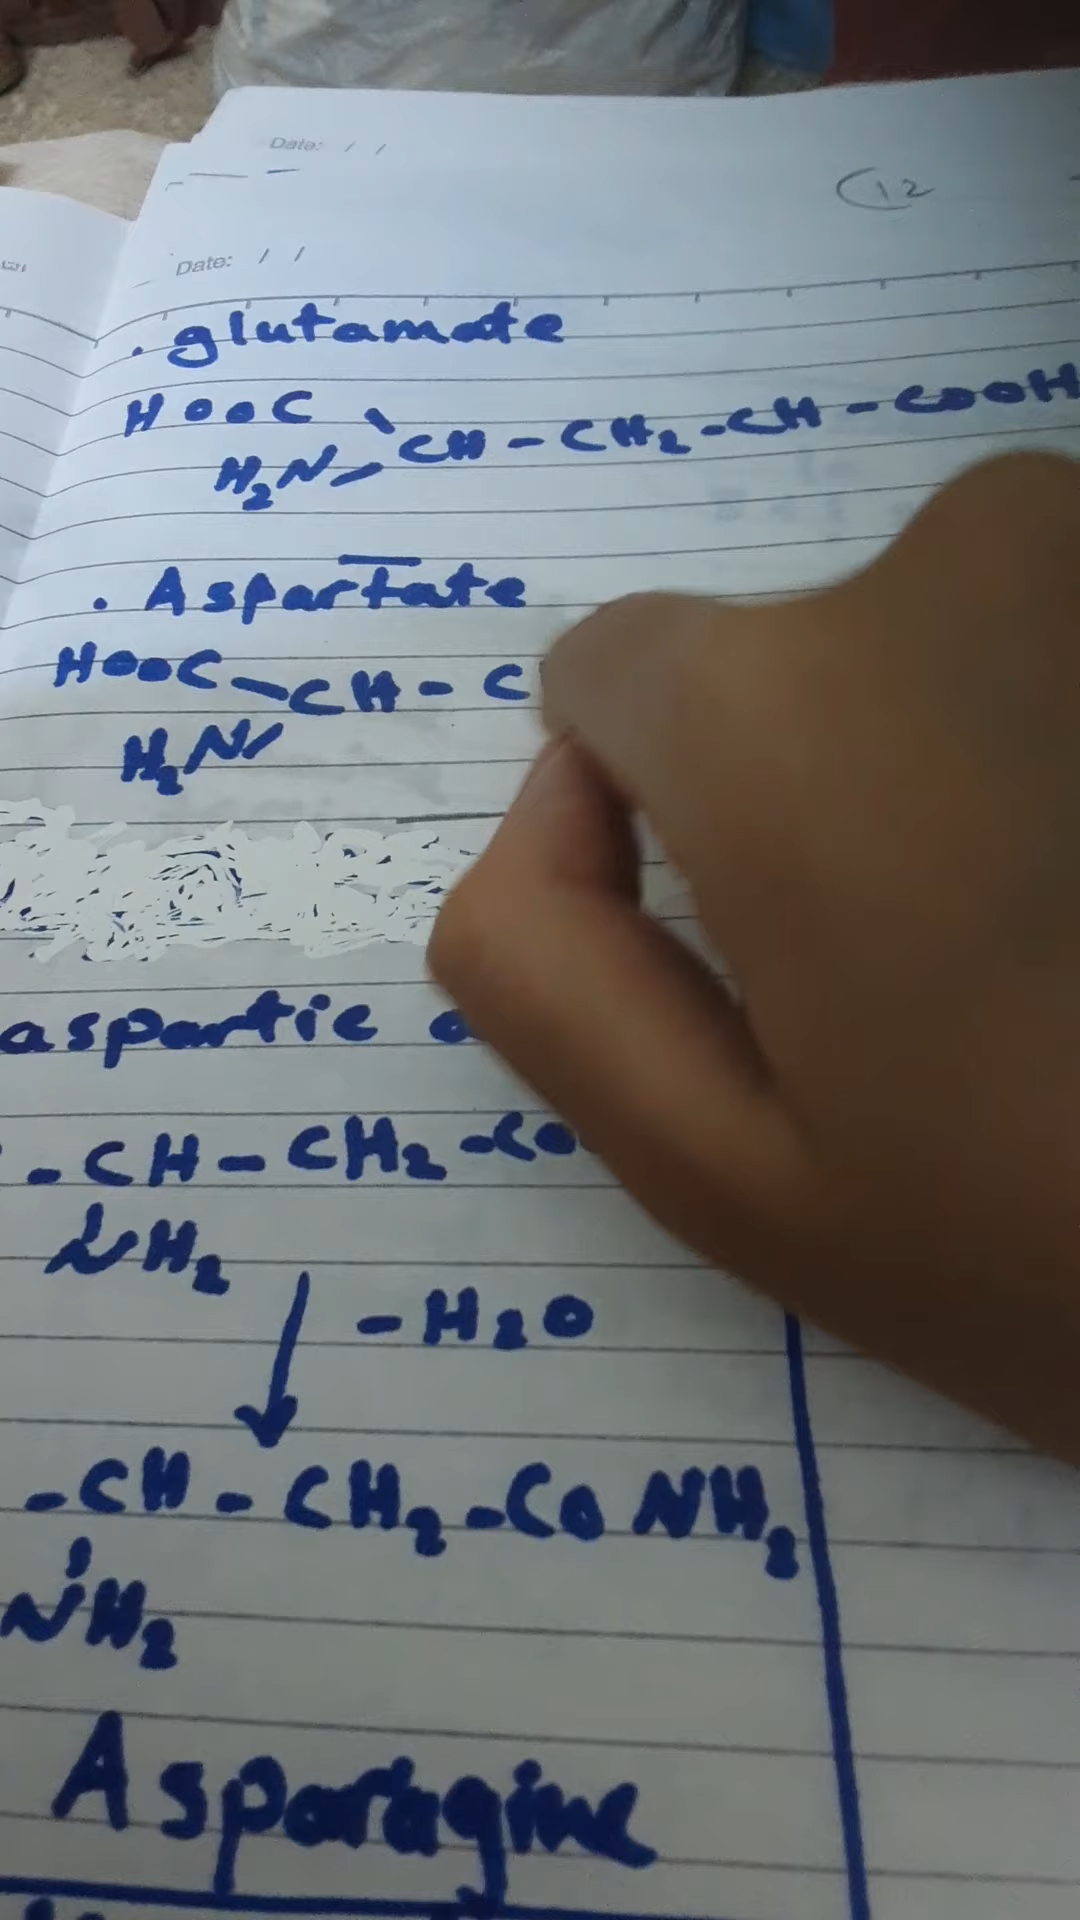 Date: / /
(12
Date: / /
. glutamate
HOOC
H2N CH - CH2 - CH - COOH
. Aspartate
HOOC - CH - C
H2N
aspartic
- CH - CH2 - Co
NH2
- H2O
- CH - CH2 - CO NH2
NH2
Asparagine